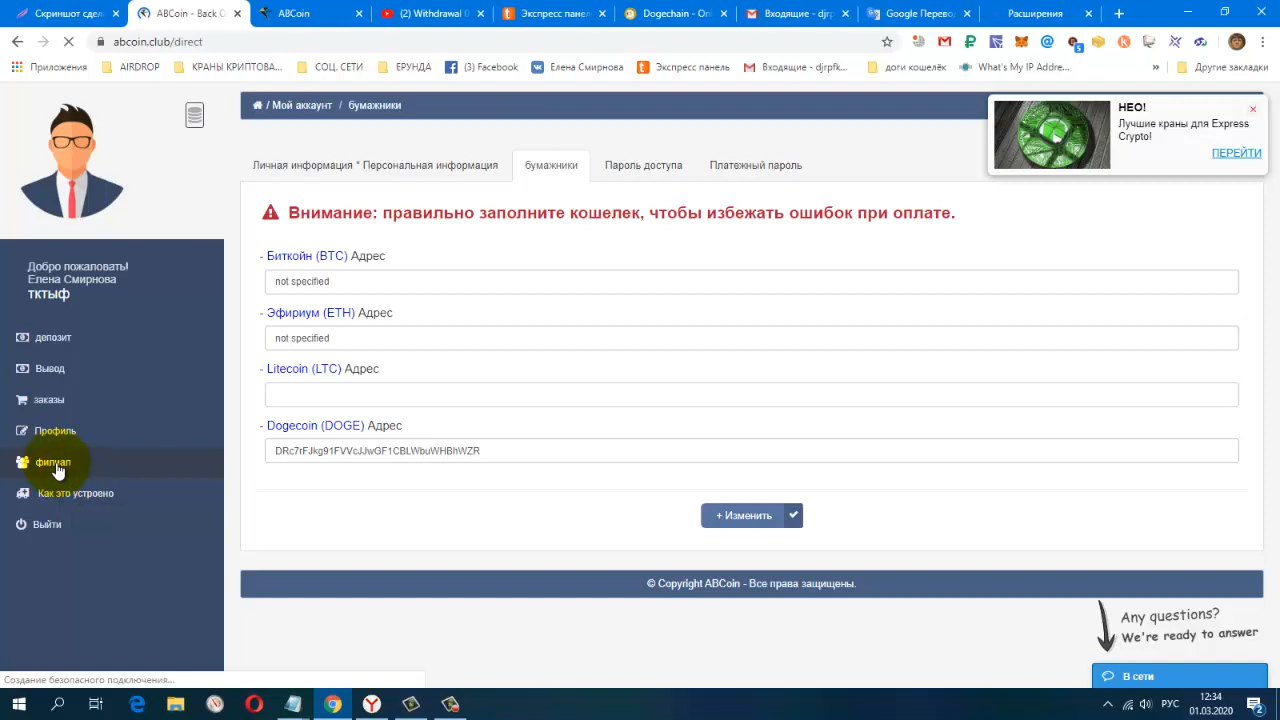 Скриншот сдел
ABCoin - Back O
ABCoin
(2) Withdrawal 0
Экспресс панел
Dogechain - On
Входящие - djrp
Google Перево
Расширения
abcoin.club/direct
5
Приложения
AIRDROP
КРАНЫ КРИПТОВА...
СОЦ. СЕТИ
ЕРУНДА
(3) Facebook
Елена Смирнова
Экспресс панель
Входящие - djrpfk...
доги кошелёк
What's My IP Addre...
»
Другие закладки
/ Мой аккаунт / бумажники
НЕО!
Лучшие краны для Express
Crypto!
ПЕРЕЙТИ
Личная информация * Персональная информация
бумажники
Пароль доступа
Платежный пароль
Внимание: правильно заполните кошелек, чтобы избежать ошибок при оплате.
- Биткойн (BTC) Адрес
not specified
- Эфириум (ETH) Адрес
not specified
- Litecoin (LTC) Адрес
- Dogecoin (DOGE) Адрес
DRc7rFJkg91FVVcJJwGF1CBLWbuWHBhWZR
+ Изменить
© Copyright ABCoin - Все права защищены.
Добро пожаловать!
Елена Смирнова
тктыф
депозит
Вывод
заказы
Профиль
филиал
Как это устроено
Выйти
Any questions?
We're ready to answer
В сети
Создание безопасного подключения...
РУС
12:34
01.03.2020
2